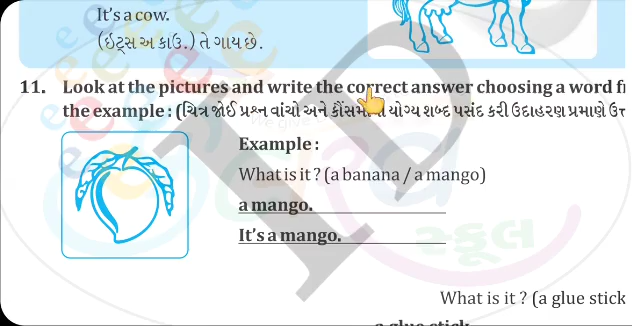 It's a cow.
(ઇટ્સ અ કાઉ.) તે ગાય છે.
11. Look at the pictures and write the correct answer choosing a word
the example : (ચિત્ર જોઈ પ્રશ્ન વાંચો અને કૌંસમાંથી યોગ્ય શબ્દ પસંદ કરી ઉદાહરણ પ્રમાણે
Example :
What is it ? (a banana / a mango)
a mango.
It's a mango.
What is it ? (a glue stick
a glue stick